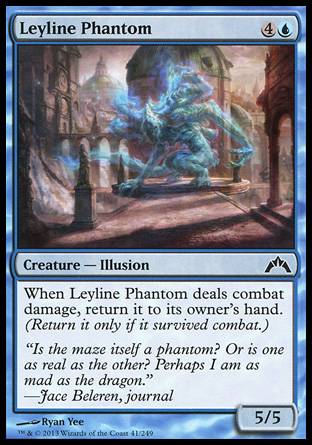 Leyline Phantom 4
Creature — Illusion
When Leyline Phantom deals combat
damage, return it to its owner's hand.
(Return it only if it survived combat.)
"Is the maze itself a phantom? Or is one
as real as the other? Perhaps I am as
mad as the dragon."
—Jace Beleren, journal
5/5
Ryan Yee
™ & © 2013 Wizards of the Coast 41/249